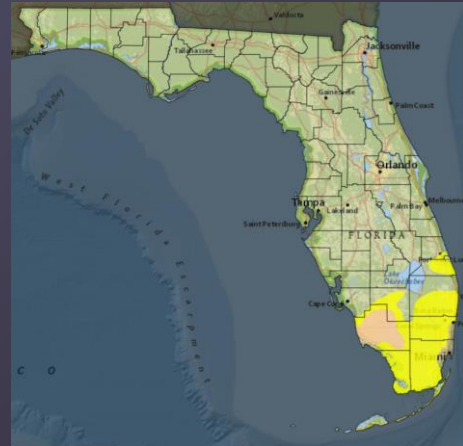 Valdosta
Tallahassee
Jacksonville
Gainesville
Palm Coast
De Soto Valley
Orlando
Tampa
Lakeland
Palm Bay
Melbourne
Saint Petersburg
FLORIDA
West Florida Escarpment
Lake
Okeechobee
Cape Co
Miami
C O